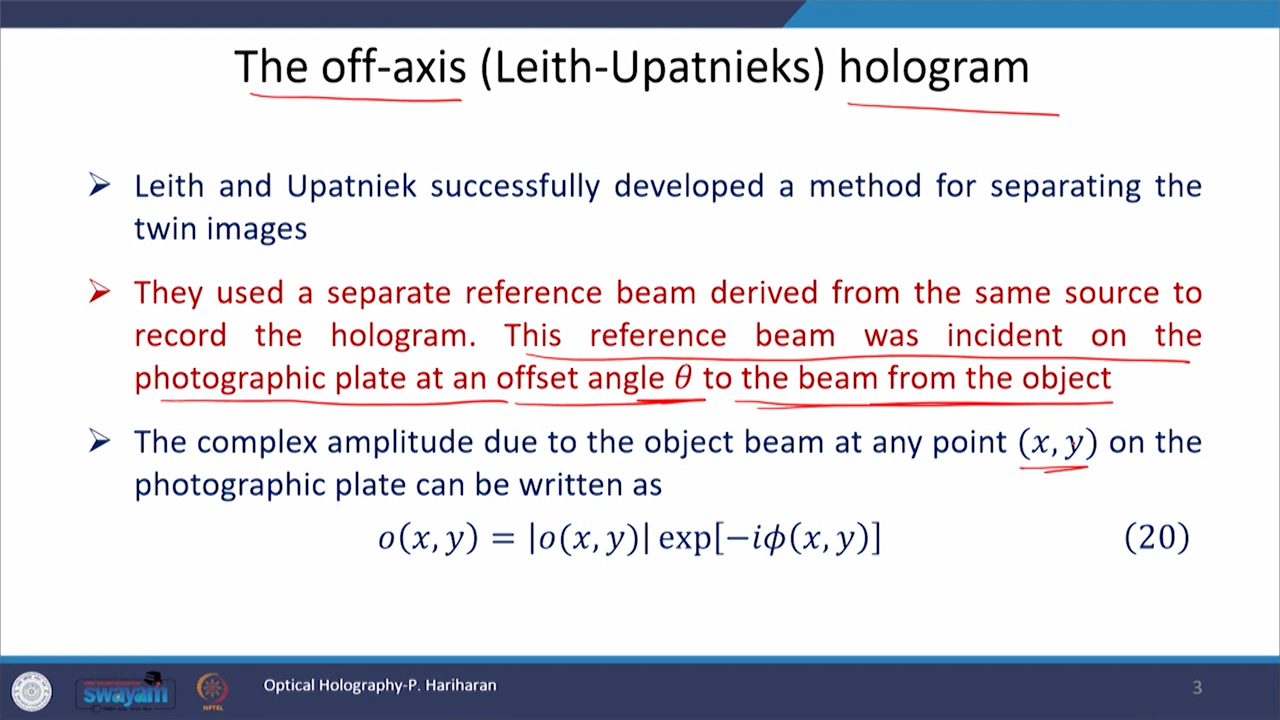 The off-axis (Leith-Upatnieks) hologram
➢ Leith and Upatniek successfully developed a method for separating the
twin images
➢ They used a separate reference beam derived from the same source to
record the hologram. This reference beam was incident on the
photographic plate at an offset angle θ to the beam from the object
➢ The complex amplitude due to the object beam at any point (x, y) on the
photographic plate can be written as
o(x, y) = |o(x, y)| exp[−iϕ(x, y)] (20)
swayam
NPTEL
Optical Holography-P. Hariharan
3